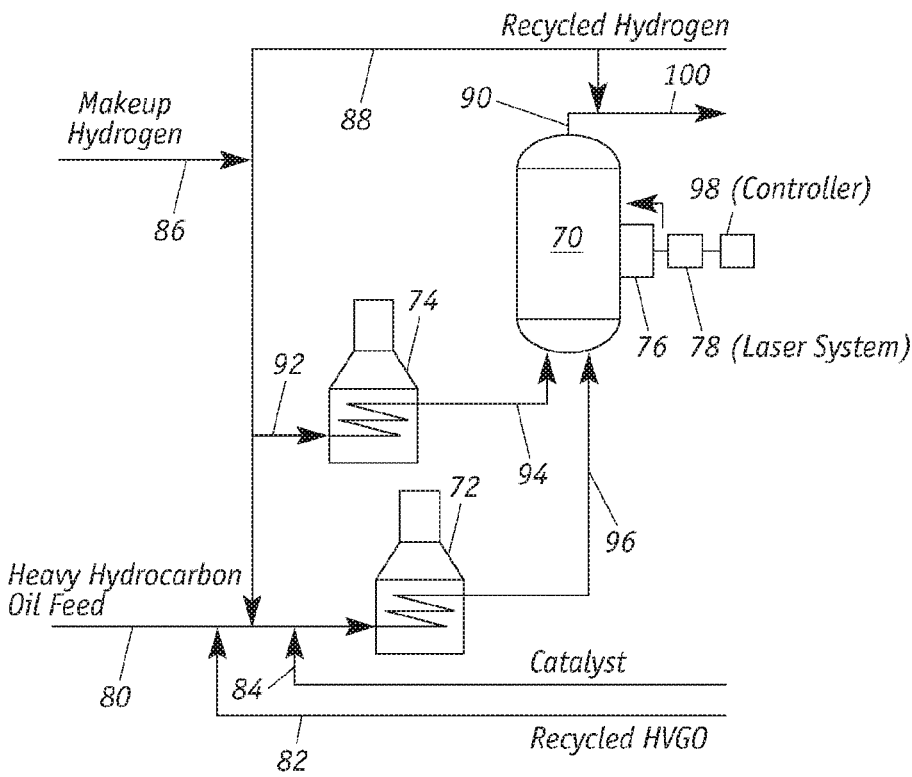 Recycled Hydrogen
100
90
88
Makeup
Hydrogen
86
98 (Controller)
70
76
78 (Laser System)
74
92
94
72
96
Heavy Hydrocarbon
Oil Feed
80
84
Catalyst
82
Recycled HVGO